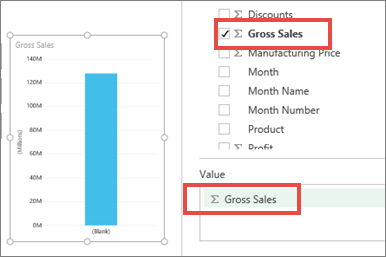 Gross Sales
140M
120M
100M
80M
60M
40M
20M
0M
(Millions)
(Blank)
Discounts
Σ Gross Sales
Σ Manufacturing Price
Month
Month Name
Month Number
Product
Σ Profit
Value
Σ Gross Sales